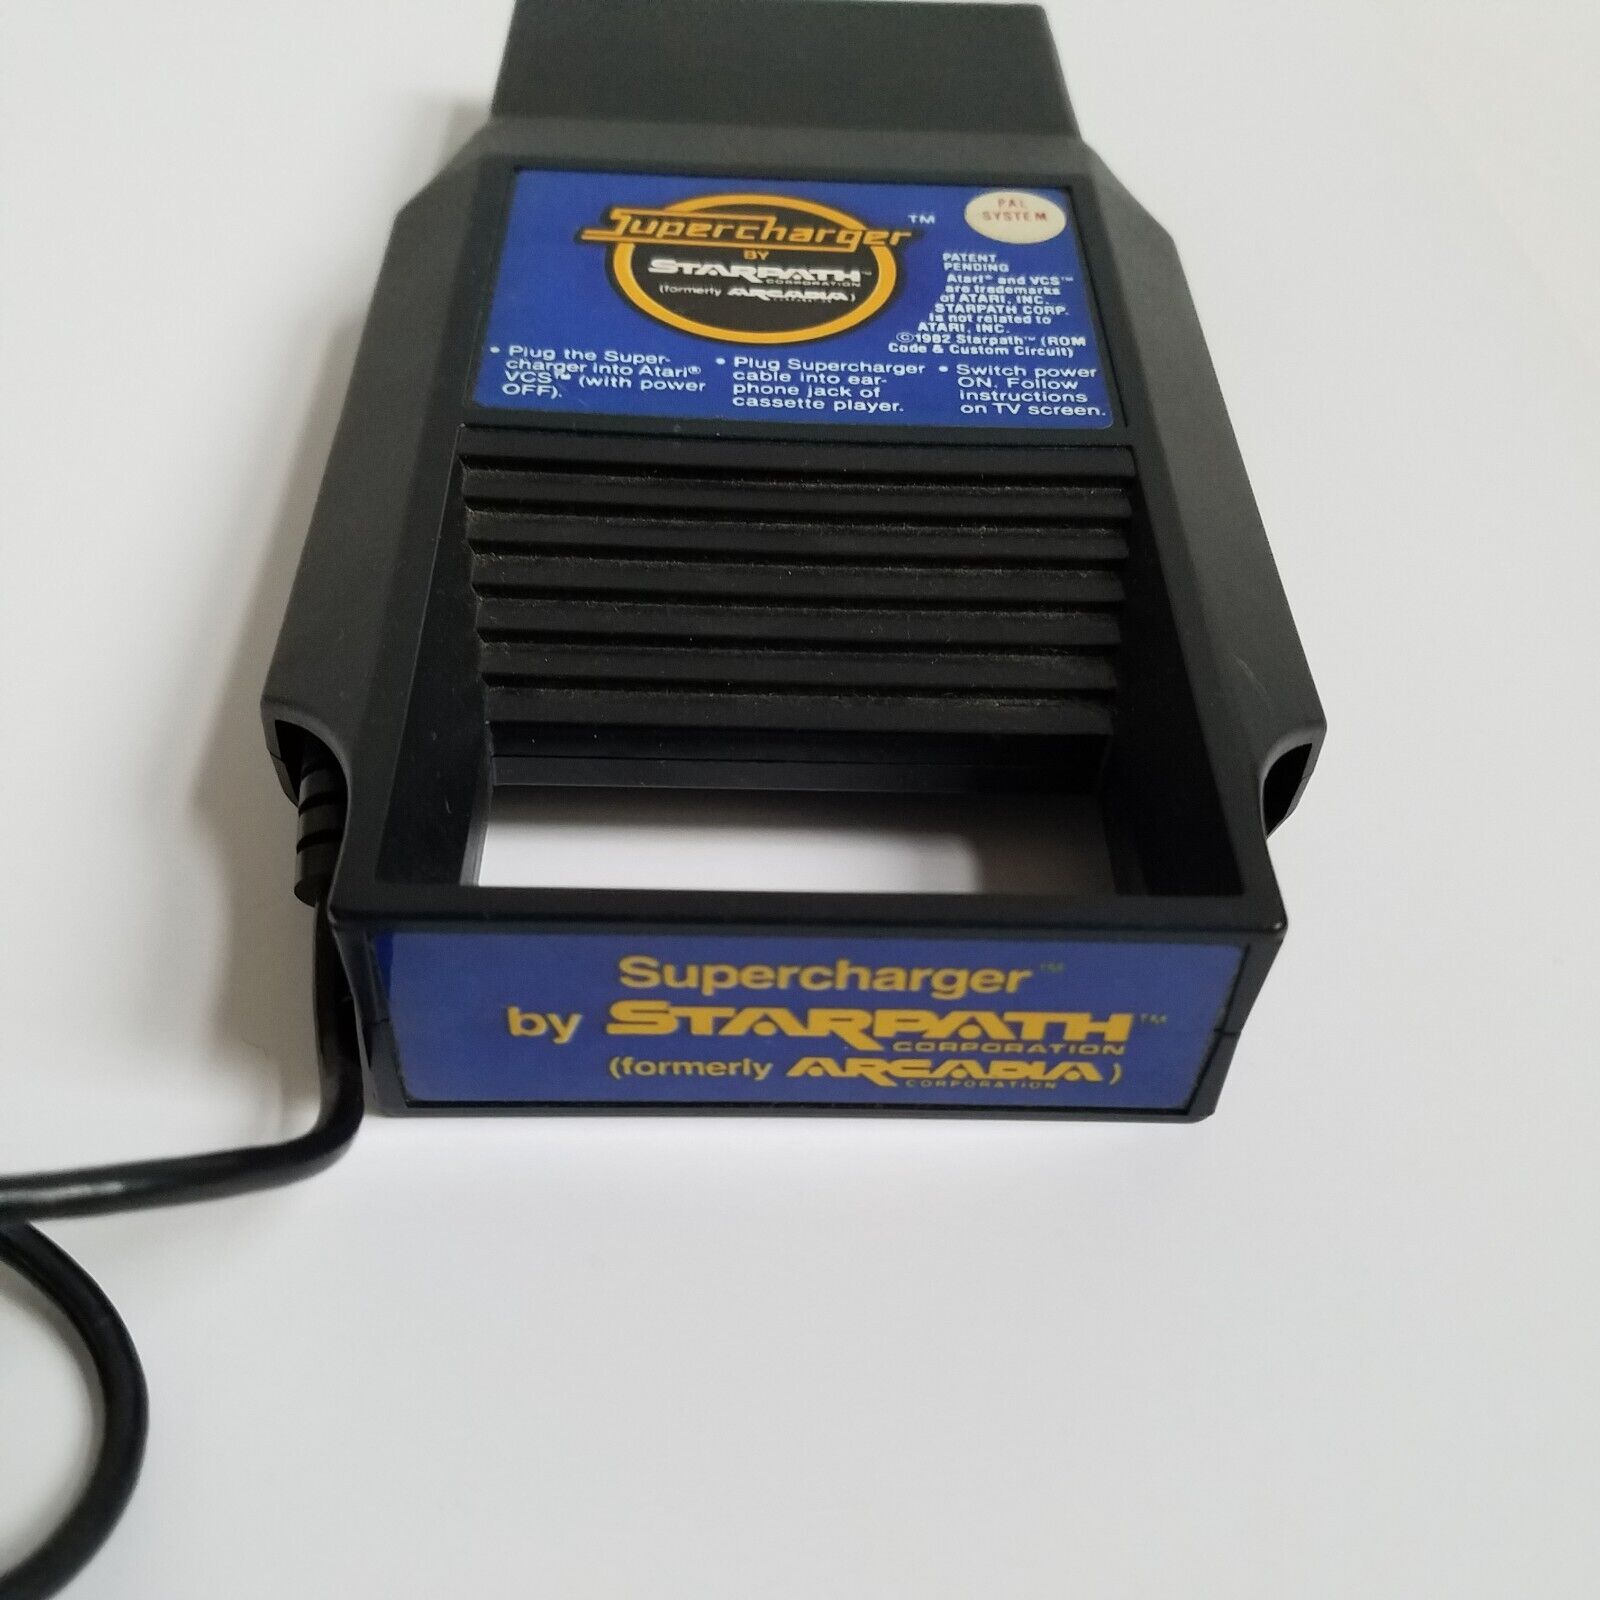 Supercharger TM
BY
STARPATH™
CORPORATION
(formerly ARCADIA)
PAL
SYSTEM
PATENT
PENDING
Atari® and VCS™
are trademarks
of ATARI, INC.
STARPATH CORP.
is not related to
ATARI, INC.
©1982 Starpath™ (ROM
Code & Custom Circuit)
• Plug the Super-
charger into Atari®
VCS™ (with power
OFF).
• Plug Supercharger
cable into ear-
phone jack of
cassette player.
• Switch power
ON. Follow
instructions
on TV screen.
Supercharger™
by STARPATH™
CORPORATION
(formerly ARCADIA)
CORPORATION